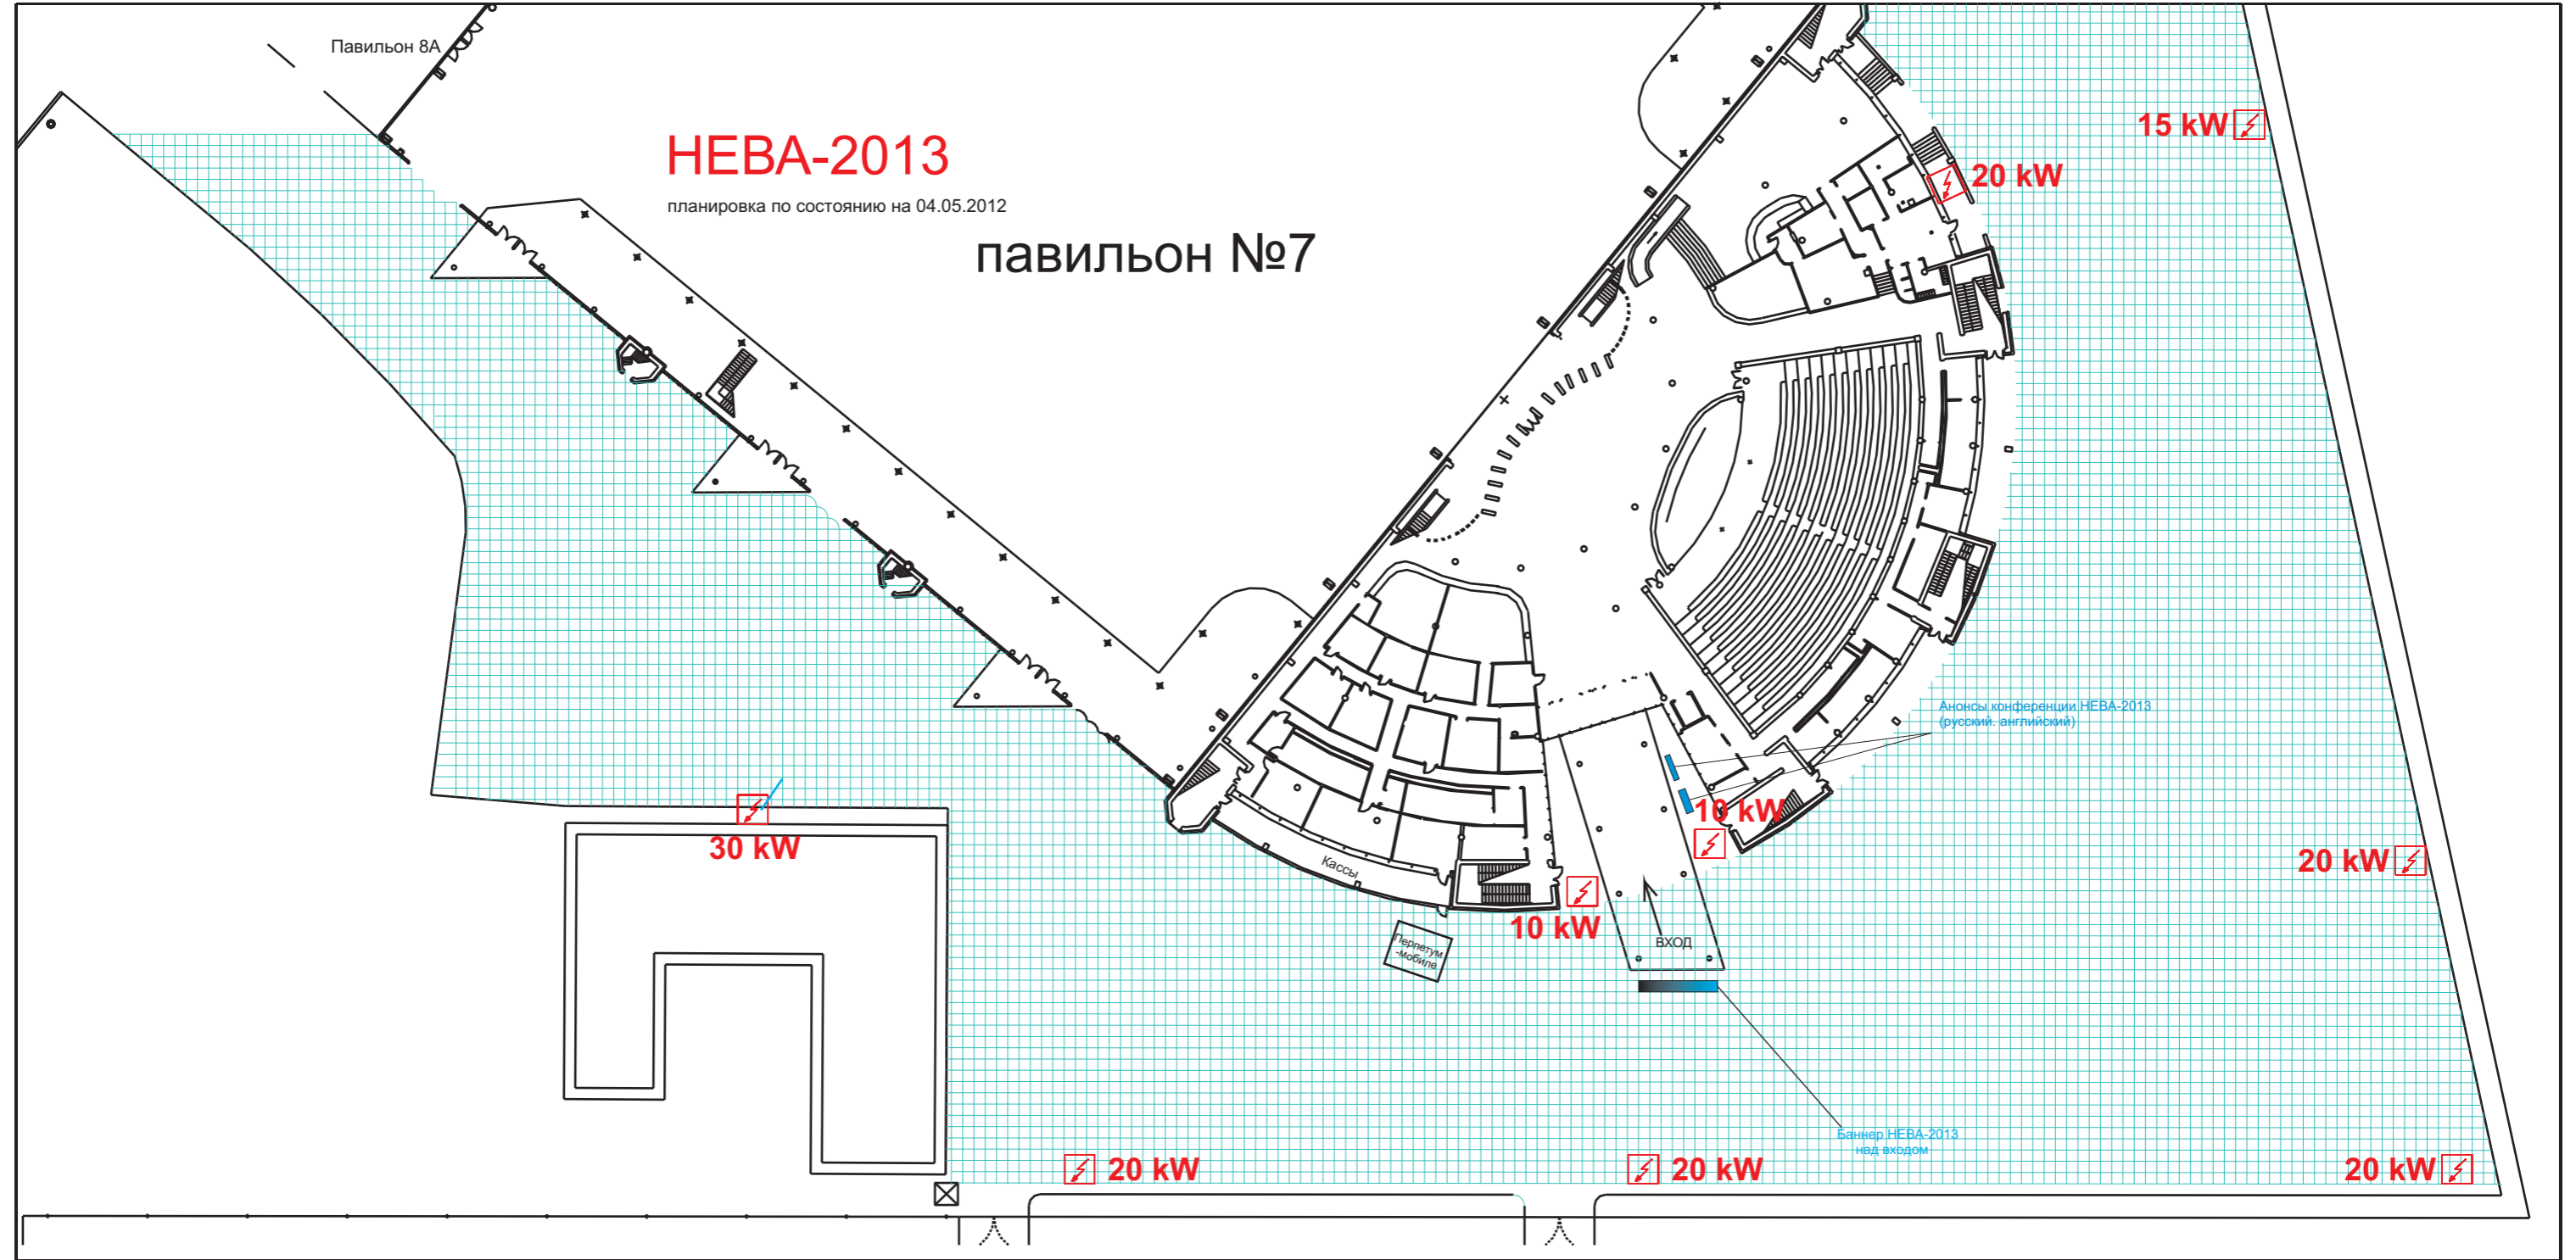 Павильон 8А
НЕВА-2013
планировка по состоянию на 04.05.2012
павильон №7
15 kW
20 kW
Анонсы конференции НЕВА-2013
(русский. английский)
10 kW
30 kW
Кассы
20 kW
10 kW
Перпетум
-мобиле
ВХОД
Баннер НЕВА-2013
над входом
20 kW
20 kW
20 kW